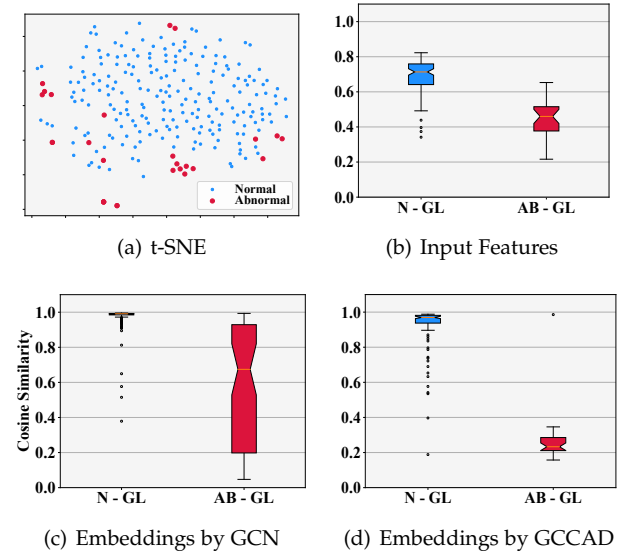 Normal
Abnormal
(a) t-SNE
1.0
0.8
0.6
0.4
0.2
0.0
N - GL AB - GL
(b) Input Features
Cosine Similarity
1.0
0.8
0.6
0.4
0.2
0.0
N - GL AB - GL
(c) Embeddings by GCN
1.0
0.8
0.6
0.4
0.2
0.0
N - GL AB - GL
(d) Embeddings by GCCAD